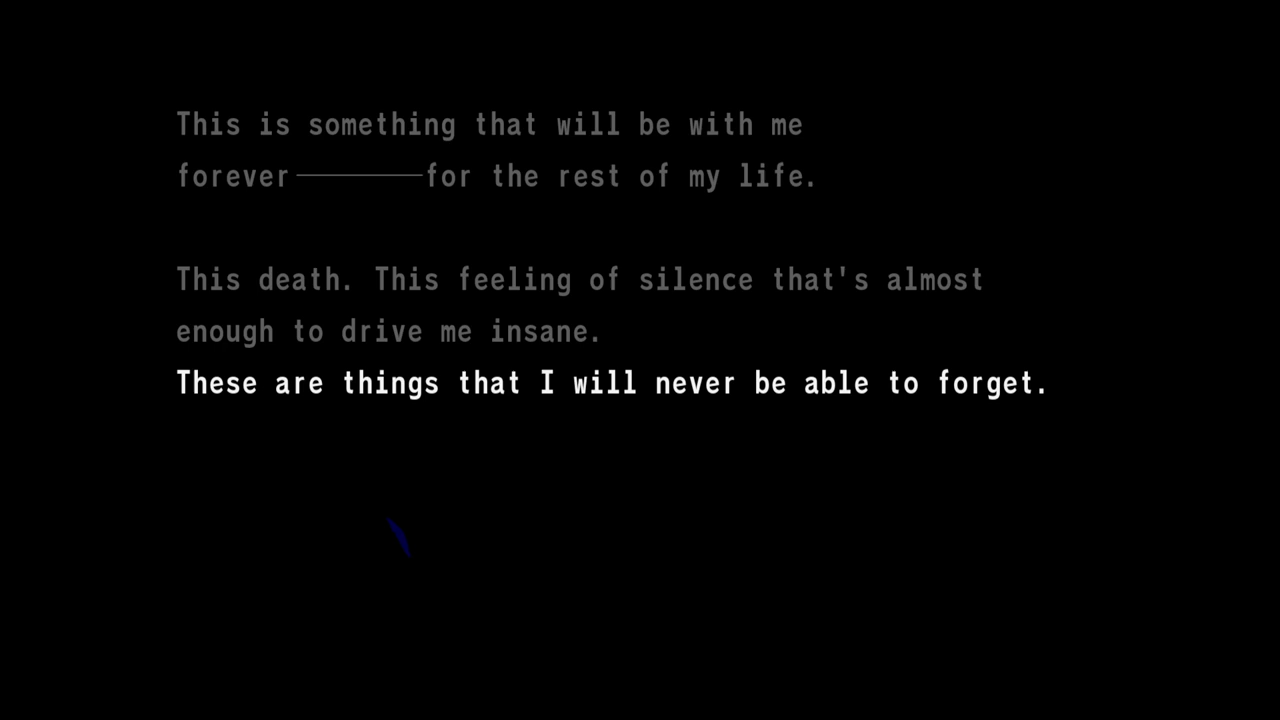 This is something that will be with me
forever————for the rest of my life.
This death. This feeling of silence that's almost
enough to drive me insane.
These are things that I will never be able to forget.